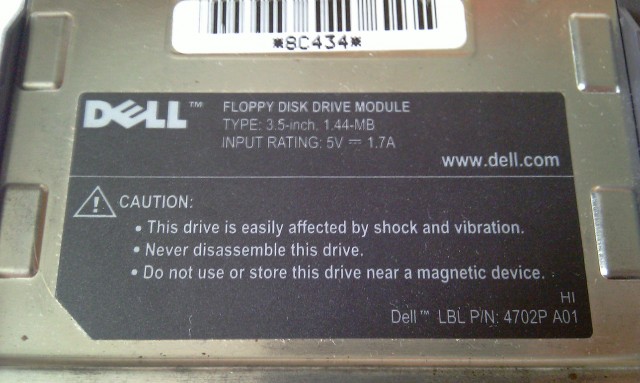 *8C434*
DELL™ FLOPPY DISK DRIVE MODULE
TYPE: 3.5-inch, 1.44-MB
INPUT RATING: 5V ⎓ 1.7A
www.dell.com
CAUTION:
• This drive is easily affected by shock and vibration.
• Never disassemble this drive.
• Do not use or store this drive near a magnetic device.
HI
Dell™ LBL P/N: 4702P A01